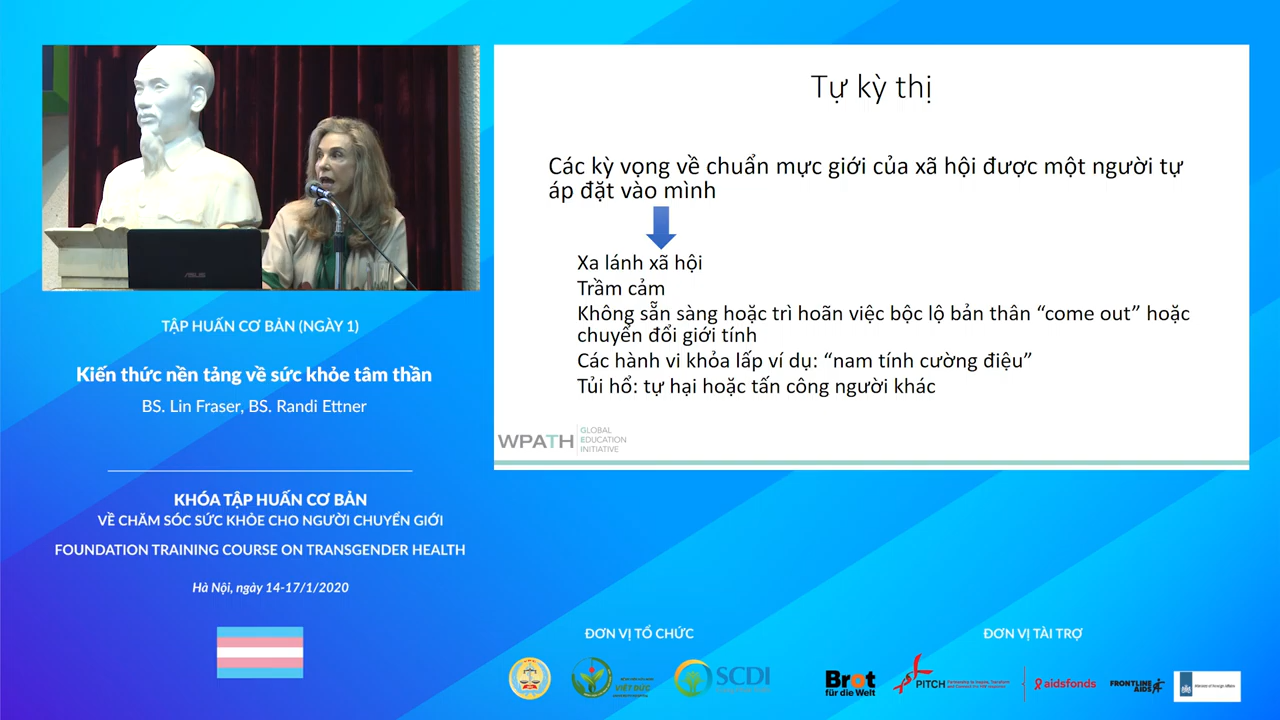 Tự kỳ thị
Các kỳ vọng về chuẩn mực giới của xã hội được một người tự
áp đặt vào mình
Xa lánh xã hội
Trầm cảm
Không sẵn sàng hoặc trì hoãn việc bộc lộ bản thân “come out” hoặc
chuyển đổi giới tính
Các hành vi khỏa lấp ví dụ: “nam tính cường điệu”
Tủi hổ: tự hại hoặc tấn công người khác
WPATH
GLOBAL
EDUCATION
INITIATIVE
ASUS
TẬP HUẤN CƠ BẢN (NGÀY 1)
Kiến thức nền tảng về sức khỏe tâm thần
BS. Lin Fraser, BS. Randi Ettner
KHÓA TẬP HUẤN CƠ BẢN
VỀ CHĂM SÓC SỨC KHỎE CHO NGƯỜI CHUYỂN GIỚI
FOUNDATION TRAINING COURSE ON TRANSGENDER HEALTH
Hà Nội, ngày 14-17/1/2020
ĐƠN VỊ TỔ CHỨC
VIỆT ĐỨC
SCDI
ĐƠN VỊ TÀI TRỢ
Brot
für die Welt
PITCH
aidsfonds
FRONTLINE
AIDS